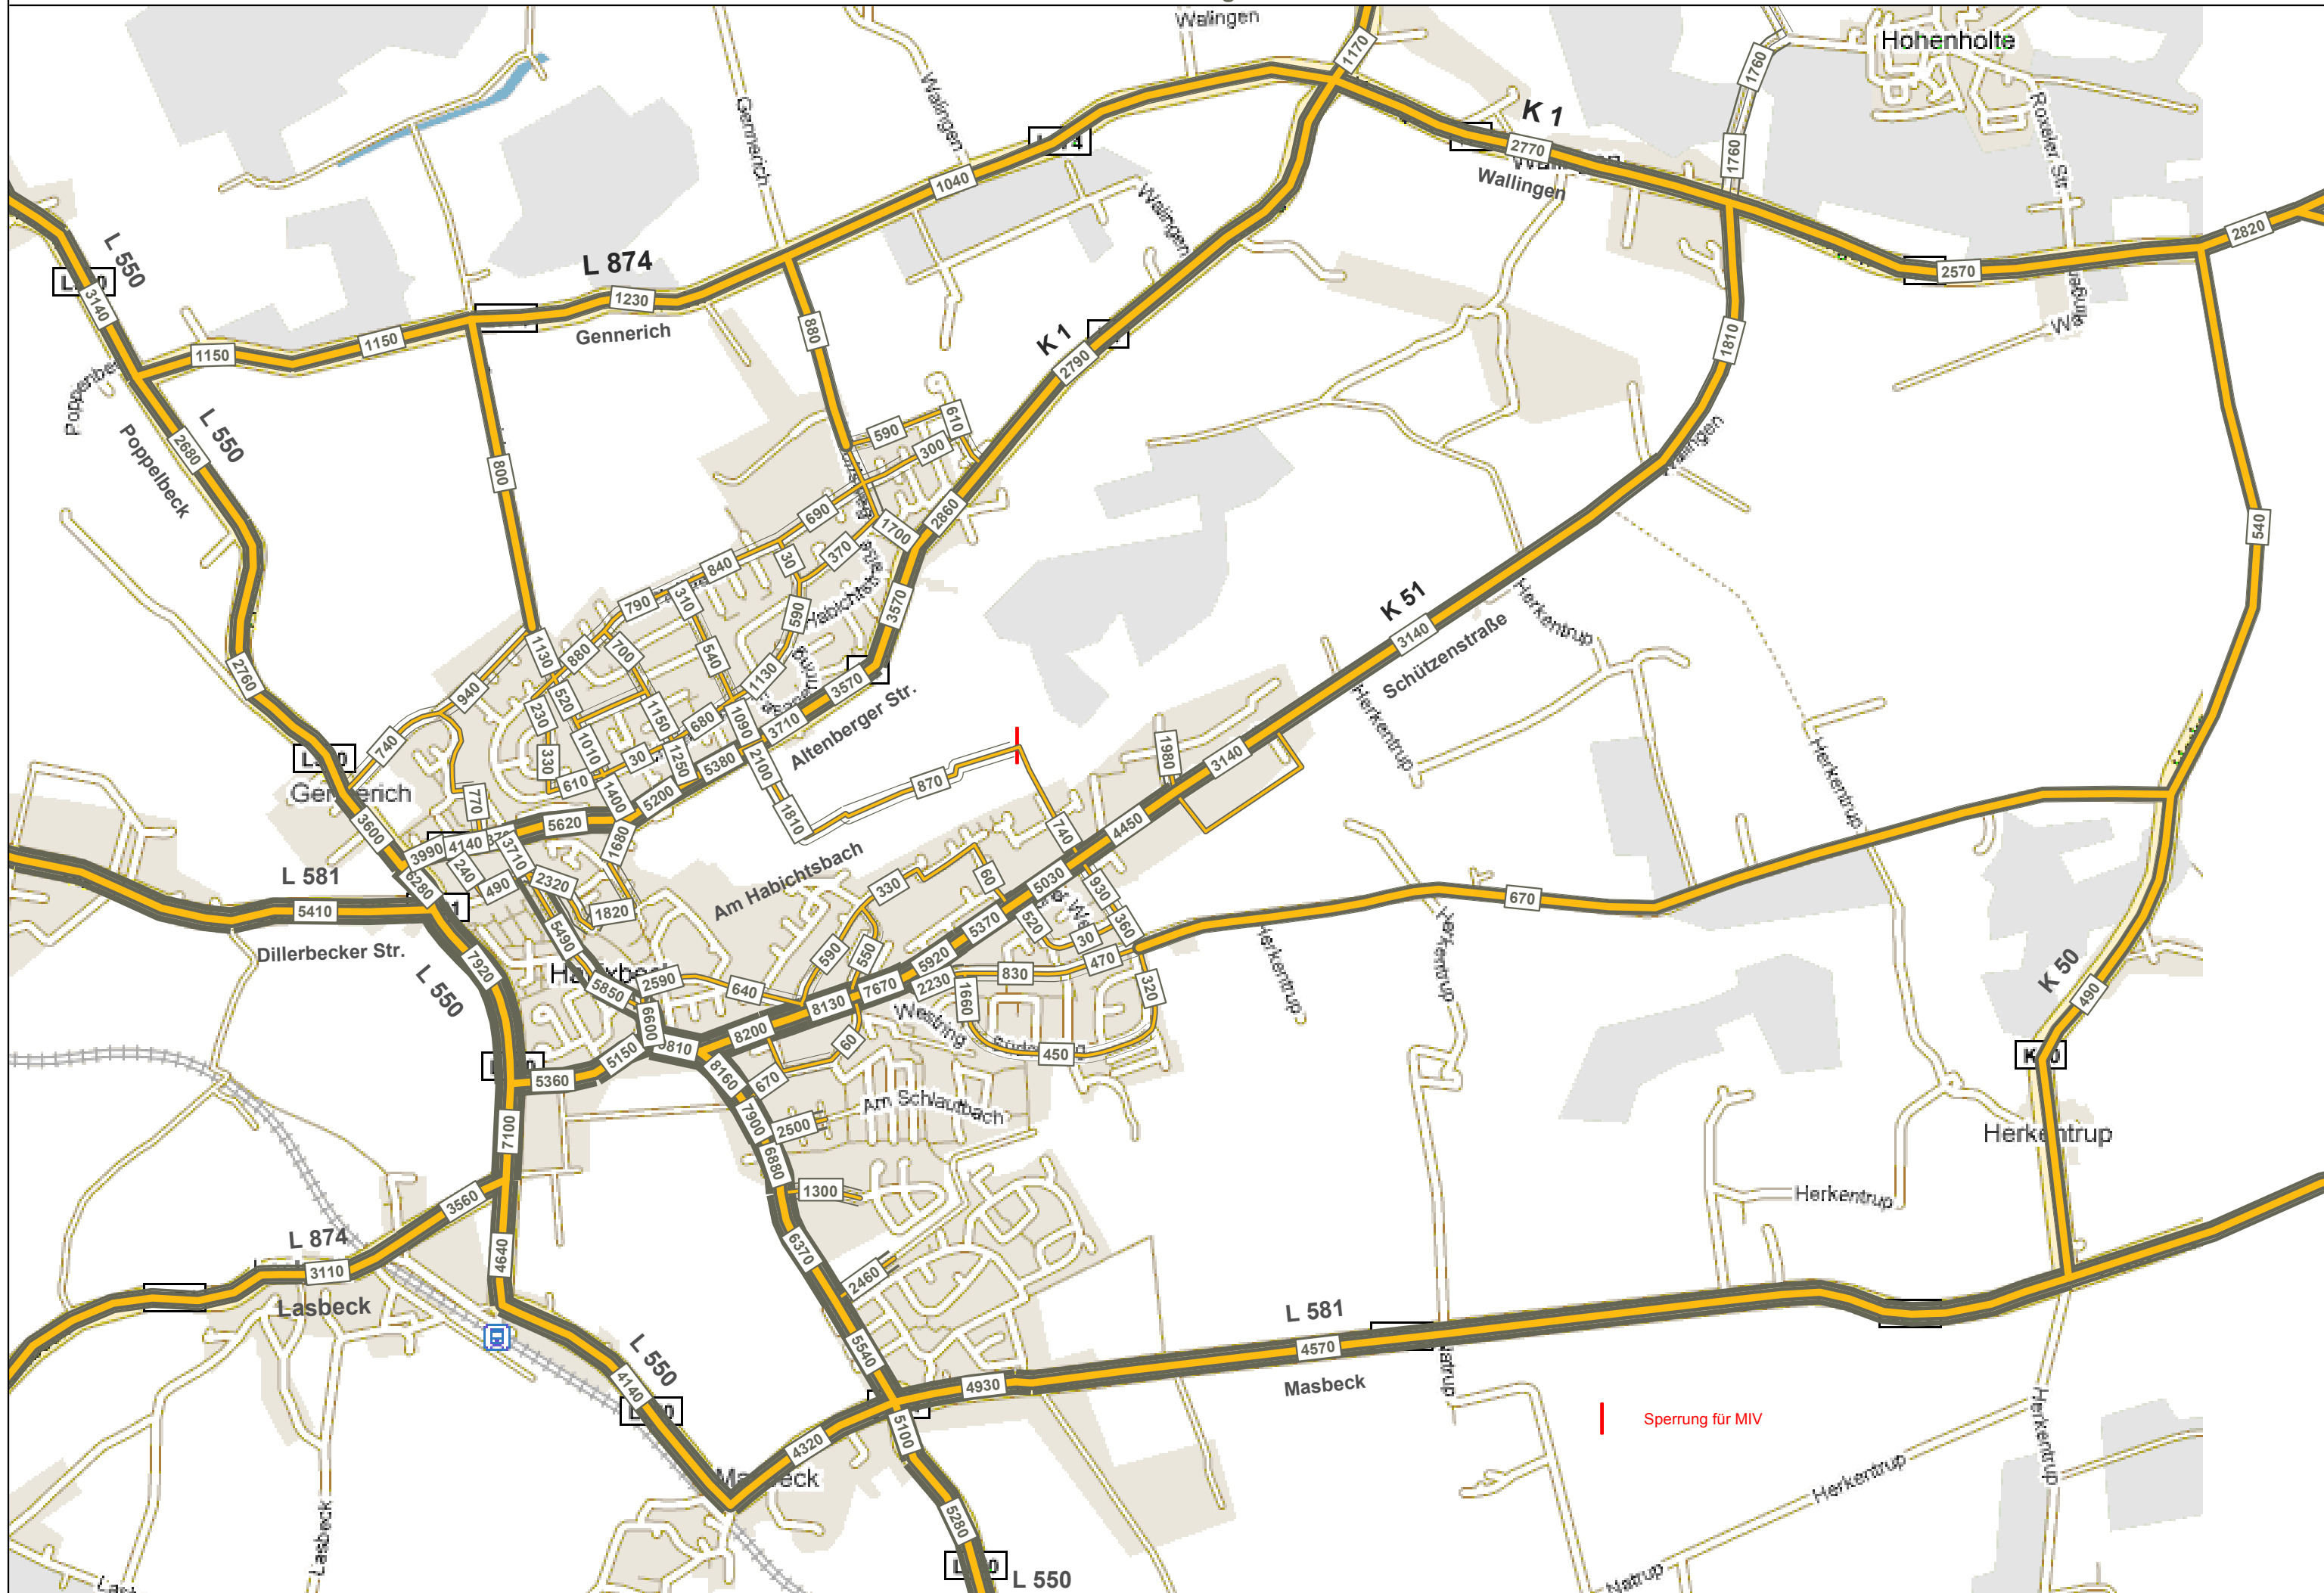 Walingen
Hohenholte
1170
1760
K 1
2770
Wallingen
1760
Roxeler Str.
Walingen
Gennerich
1040
Walingen
L 550
3140
L 874
1230
Gennerich
1150
1150
880
K 1
2790
1810
2570
2820
Walingen
L 550
2680
Poppelbeck
800
590
610
300
690
1700
2860
370
30
840
790
310
590
3570
540
K 51
3140
Schützenstraße
Herkentrup
540
2760
1130
880
700
940
520
230
540
1130
1150
680
1090
3710
3570
Altenberger Str.
740
330
1010
30
1250
5380
2100
610
1400
5200
1810
870
740
1980
3140
4450
Herkentrup
Herkentrup
3600
770
3990
4140
3710
5620
1680
240
490
2320
1820
6280
L 581
5410
Dillerbecker Str.
7920
L 550
5490
Am Habichtsbach
330
60
5030
930
360
520
30
5370
590
550
5920
470
670
Herkentrup
Herkentrup
K 50
490
5850
2590
640
6600
8200
8130
7670
2230
830
1660
320
450
Westring
60
670
5150
5360
8160
7900
2500
Am Schlautbach
6880
1300
7100
3560
L 874
3110
Lasbeck
4640
6370
2460
5540
L 550
4140
4320
4930
5100
L 581
4570
Masbeck
5280
L 550
Herkentrup
Herkentrup
Sperrung für MIV
Herkentrup
Herkentrup
Natrup
Lasbeck